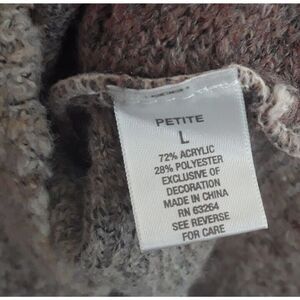 PETITE
L
72% ACRYLIC
28% POLYESTER
EXCLUSIVE OF
DECORATION
MADE IN CHINA
RN 63264
SEE REVERSE
FOR CARE